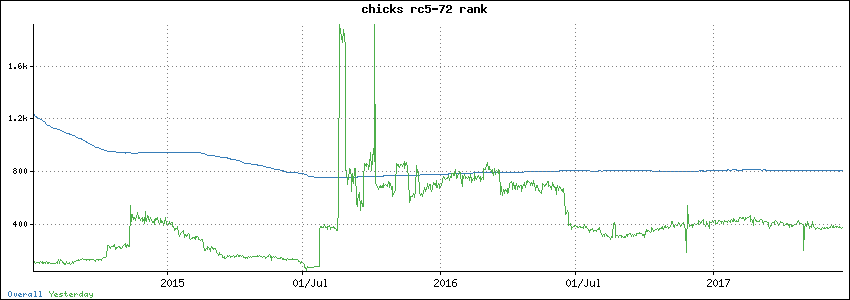 chicks rc5-72 rank
1.6k
1.2k
800
400
2015 01/Jul 2016 01/Jul 2017
Overall Yesterday